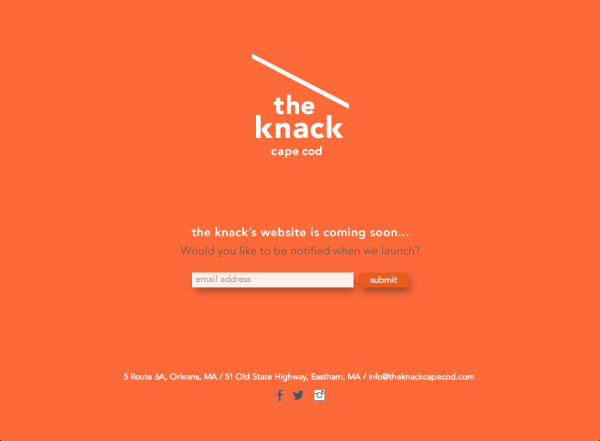 the
knack
cape cod
the knack's website is coming soon...
Would you like to be notified when we launch?
email address
submit
5 Route 6A, Orleans, MA / 51 Old State Highway, Eastham, MA / info@theknackcapecod.com